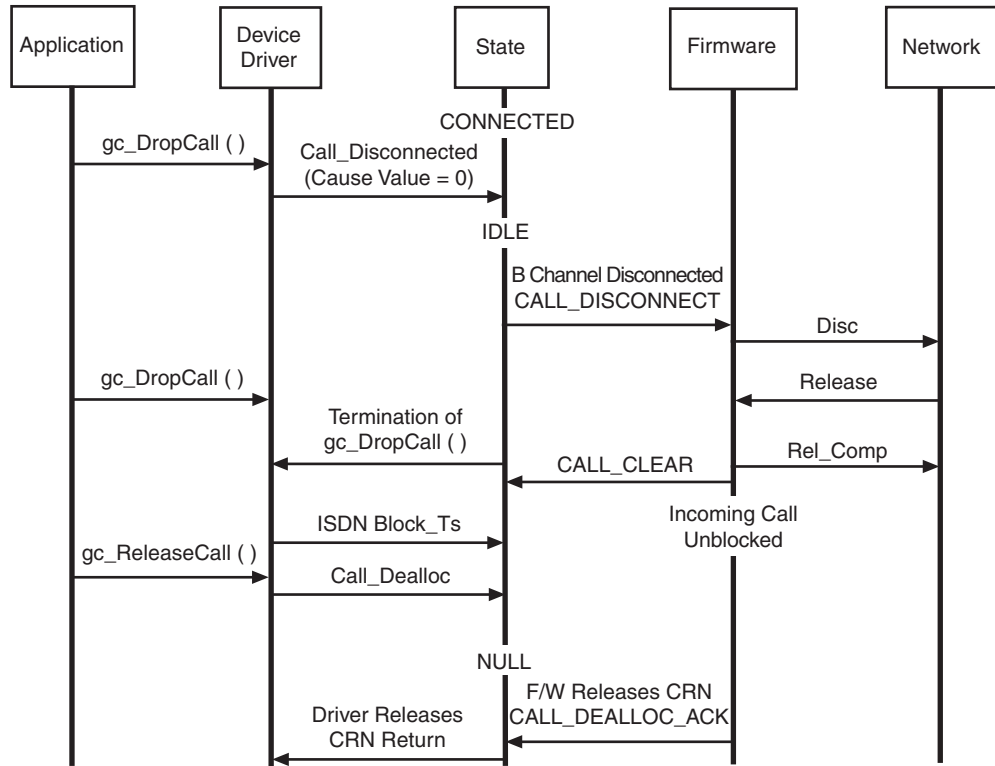 Application
Device
Driver
State
Firmware
Network
CONNECTED
gc_DropCall ( )
Call_Disconnected
(Cause Value = 0)
IDLE
B Channel Disconnected
CALL_DISCONNECT
Disc
gc_DropCall ( )
Release
Termination of
gc_DropCall ( )
Rel_Comp
CALL_CLEAR
Incoming Call
Unblocked
ISDN Block_Ts
gc_ReleaseCall ( )
Call_Dealloc
NULL
F/W Releases CRN
CALL_DEALLOC_ACK
Driver Releases
CRN Return